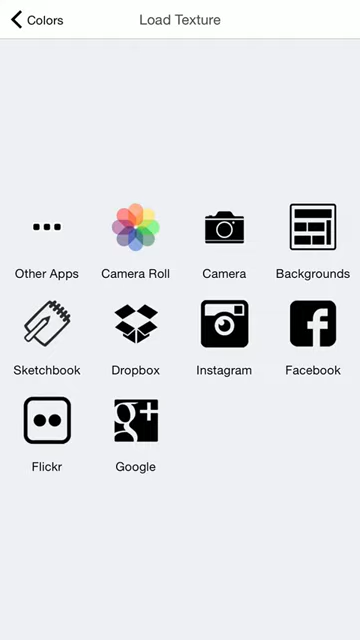 Colors
Load Texture
Other Apps
Camera Roll
Camera
Backgrounds
Sketchbook
Dropbox
Instagram
Facebook
Flickr
Google